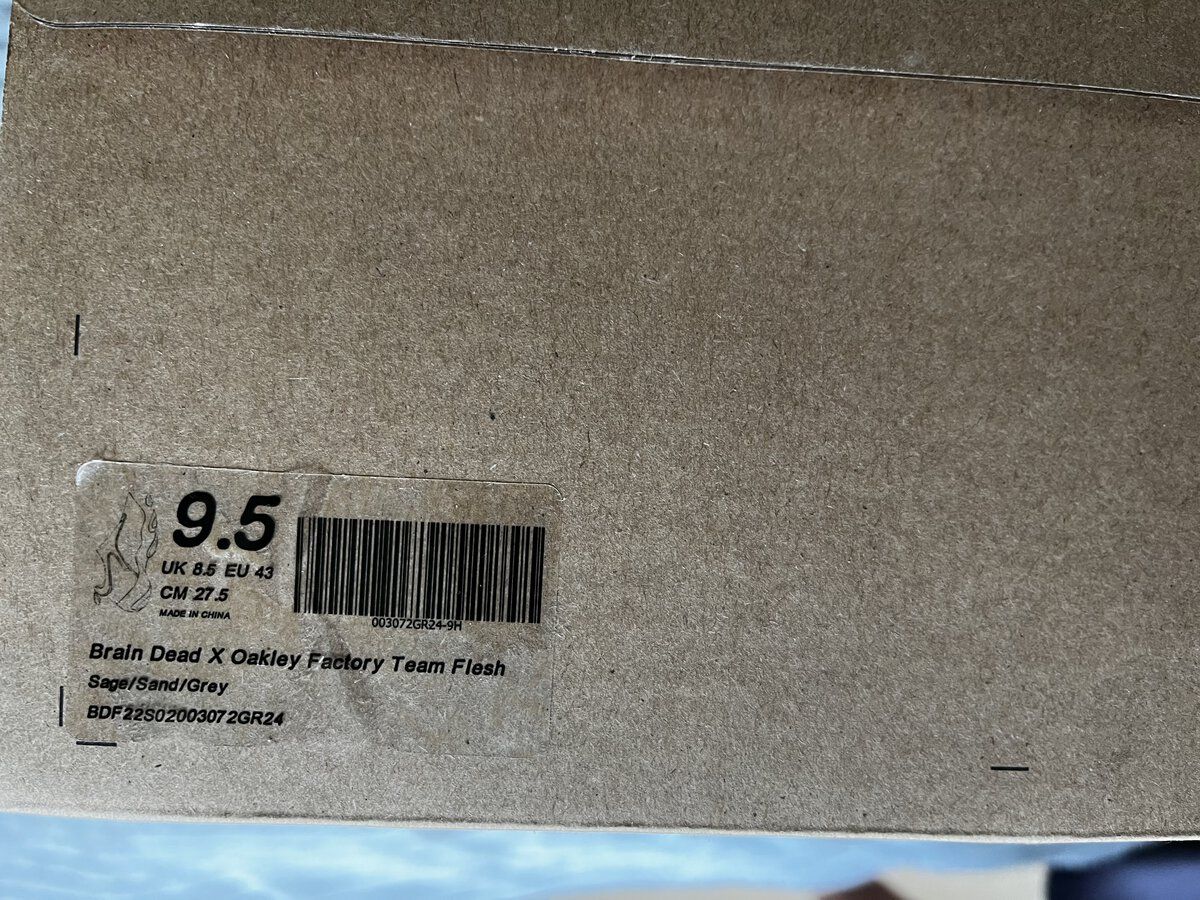 9.5
UK 8.5 EU 43
CM 27.5
MADE IN CHINA
003072GR24-9H
Brain Dead X Oakley Factory Team Flesh
Sage/Sand/Grey
BDF22S02003072GR24